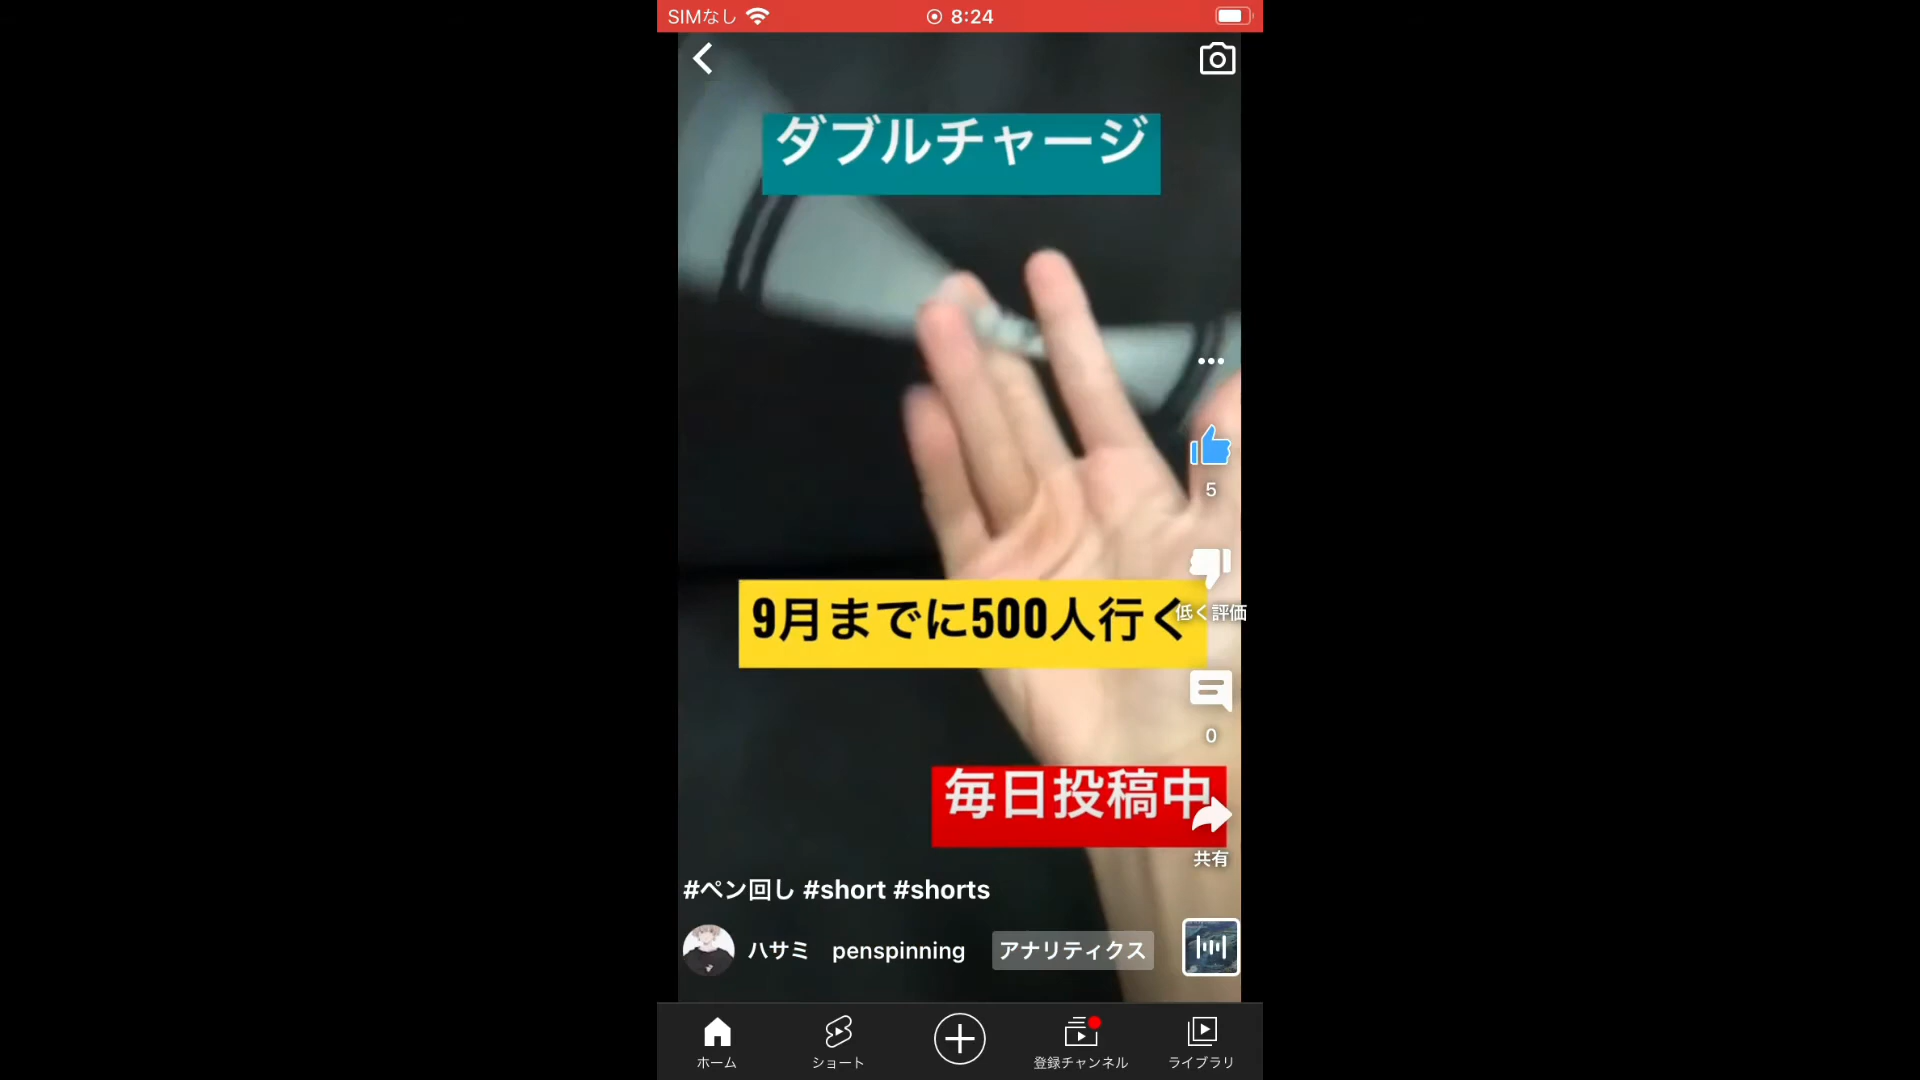 SIMなし 8:24
ダブルチャージ
5
低く評価
9月までに500人行く
0
毎日投稿中
共有
#ペン回し #short #shorts
ハサミ penspinning アナリティクス
ホーム ショート 登録チャンネル ライブラリ